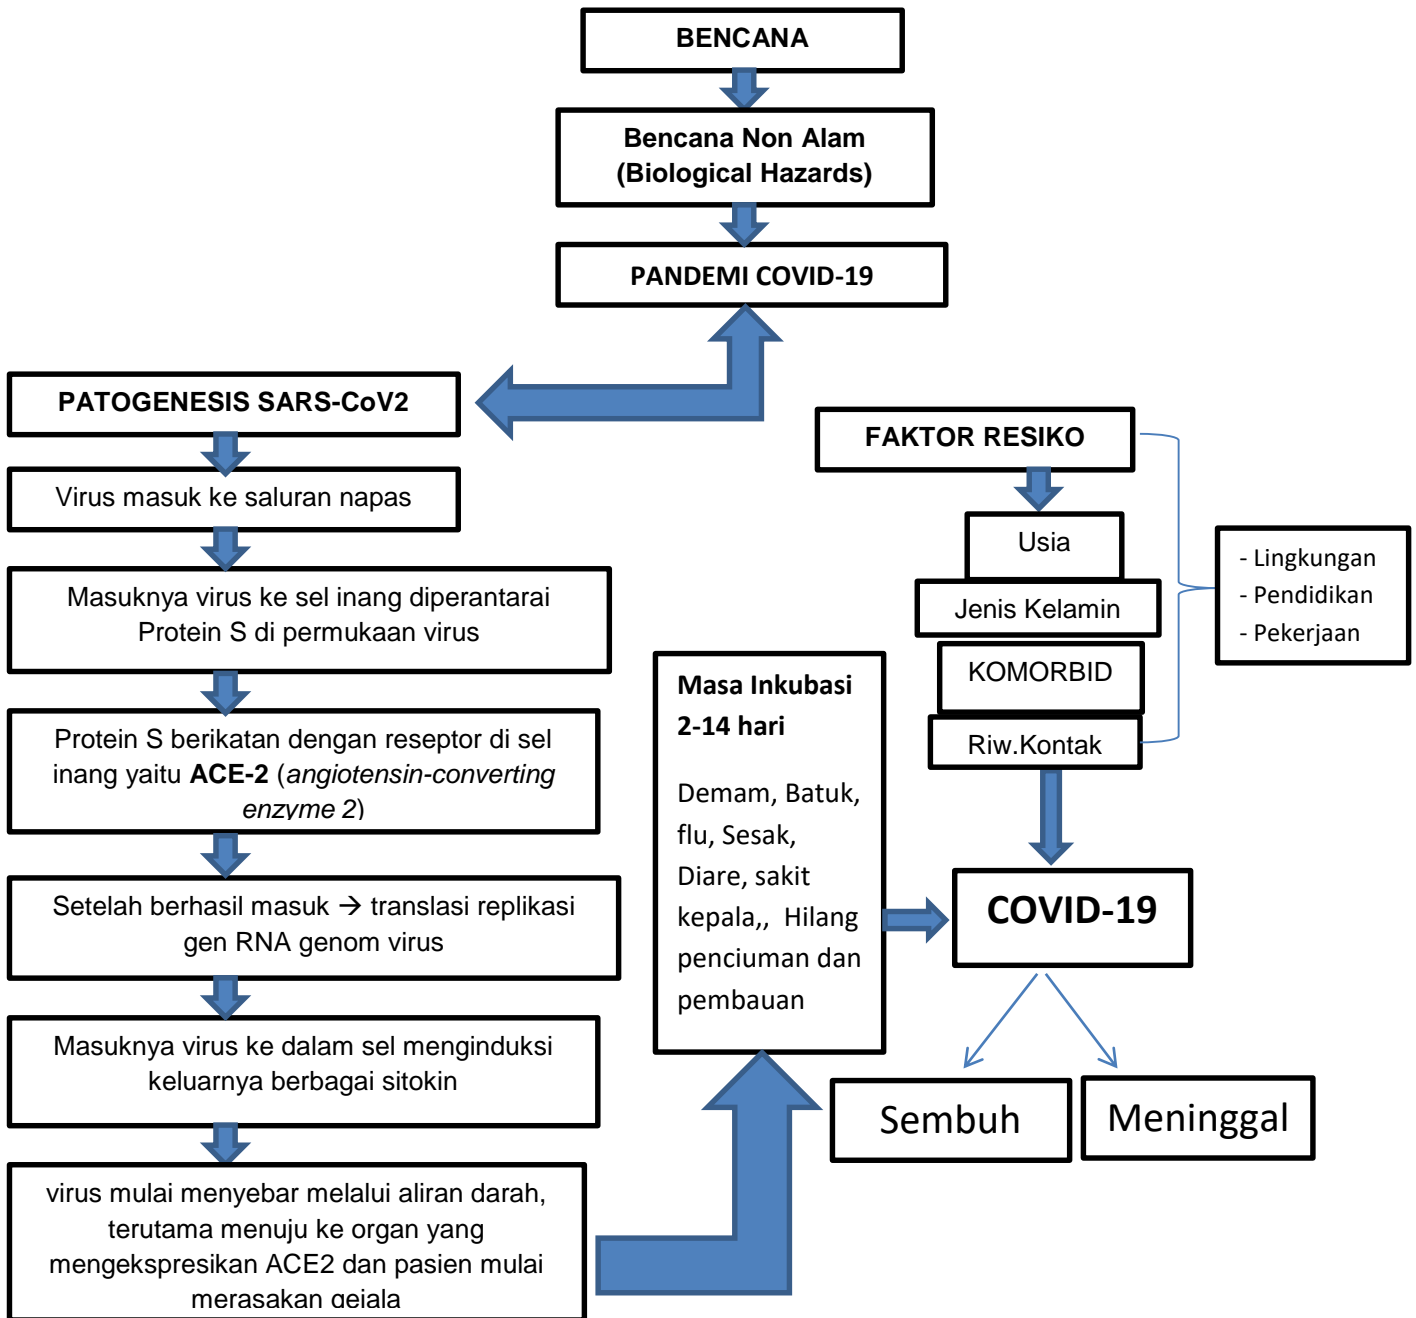 BENCANA
Bencana Non Alam
(Biological Hazards)
PANDEMI COVID-19
PATOGENESIS SARS-CoV2
Virus masuk ke saluran napas
Masuknya virus ke sel inang diperantarai
Protein S di permukaan virus
Protein S berikatan dengan reseptor di sel
inang yaitu ACE-2 (angiotensin-converting
enzyme 2)
Setelah berhasil masuk → translasi replikasi
gen RNA genom virus
Masuknya virus ke dalam sel menginduksi
keluarnya berbagai sitokin
virus mulai menyebar melalui aliran darah,
terutama menuju ke organ yang
mengekspresikan ACE2 dan pasien mulai
merasakan gejala
Masa Inkubasi
2-14 hari
Demam, Batuk,
flu, Sesak,
Diare, sakit
kepala,, Hilang
penciuman dan
pembauan
FAKTOR RESIKO
Usia
Jenis Kelamin
KOMORBID
Riw.Kontak
- Lingkungan
- Pendidikan
- Pekerjaan
COVID-19
Sembuh
Meninggal